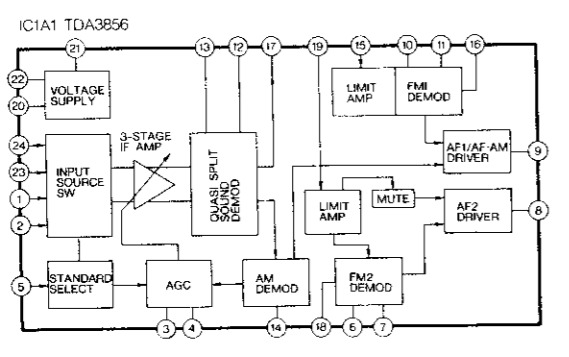 IC1A1 TDA3856
21
13
12
17
19
15
10
11
16
22
20
VOLTAGE
SUPPLY
LIMIT
AMP
FM1
DEMOD
24
23
1
2
INPUT
SOURCE
SW
3-STAGE
IF AMP
QUASI SPLIT
SOUND
DEMOD
AF1/AF-AM
DRIVER
9
LIMIT
AMP
MUTE
AF2
DRIVER
8
5
STANDARD
SELECT
AGC
AM
DEMOD
FM2
DEMOD
3
4
14
18
6
7